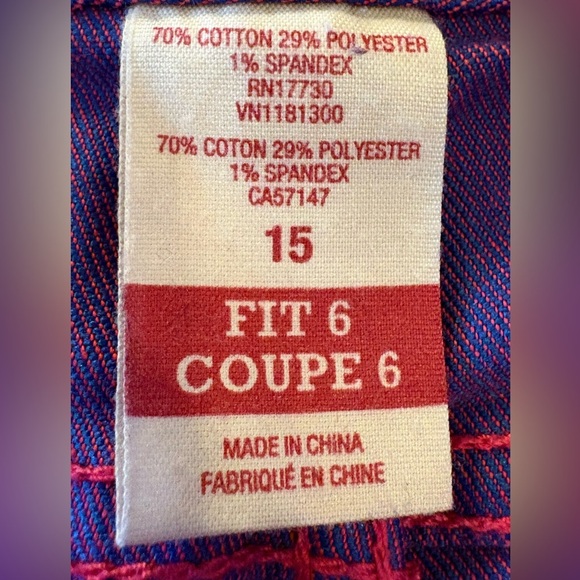 70% COTTON 29% POLYESTER
1% SPANDEX
RN17730
VN1181300
70% COTON 29% POLYESTER
1% SPANDEX
CA57147
15
FIT 6
COUPE 6
MADE IN CHINA
FABRIQUÉ EN CHINE